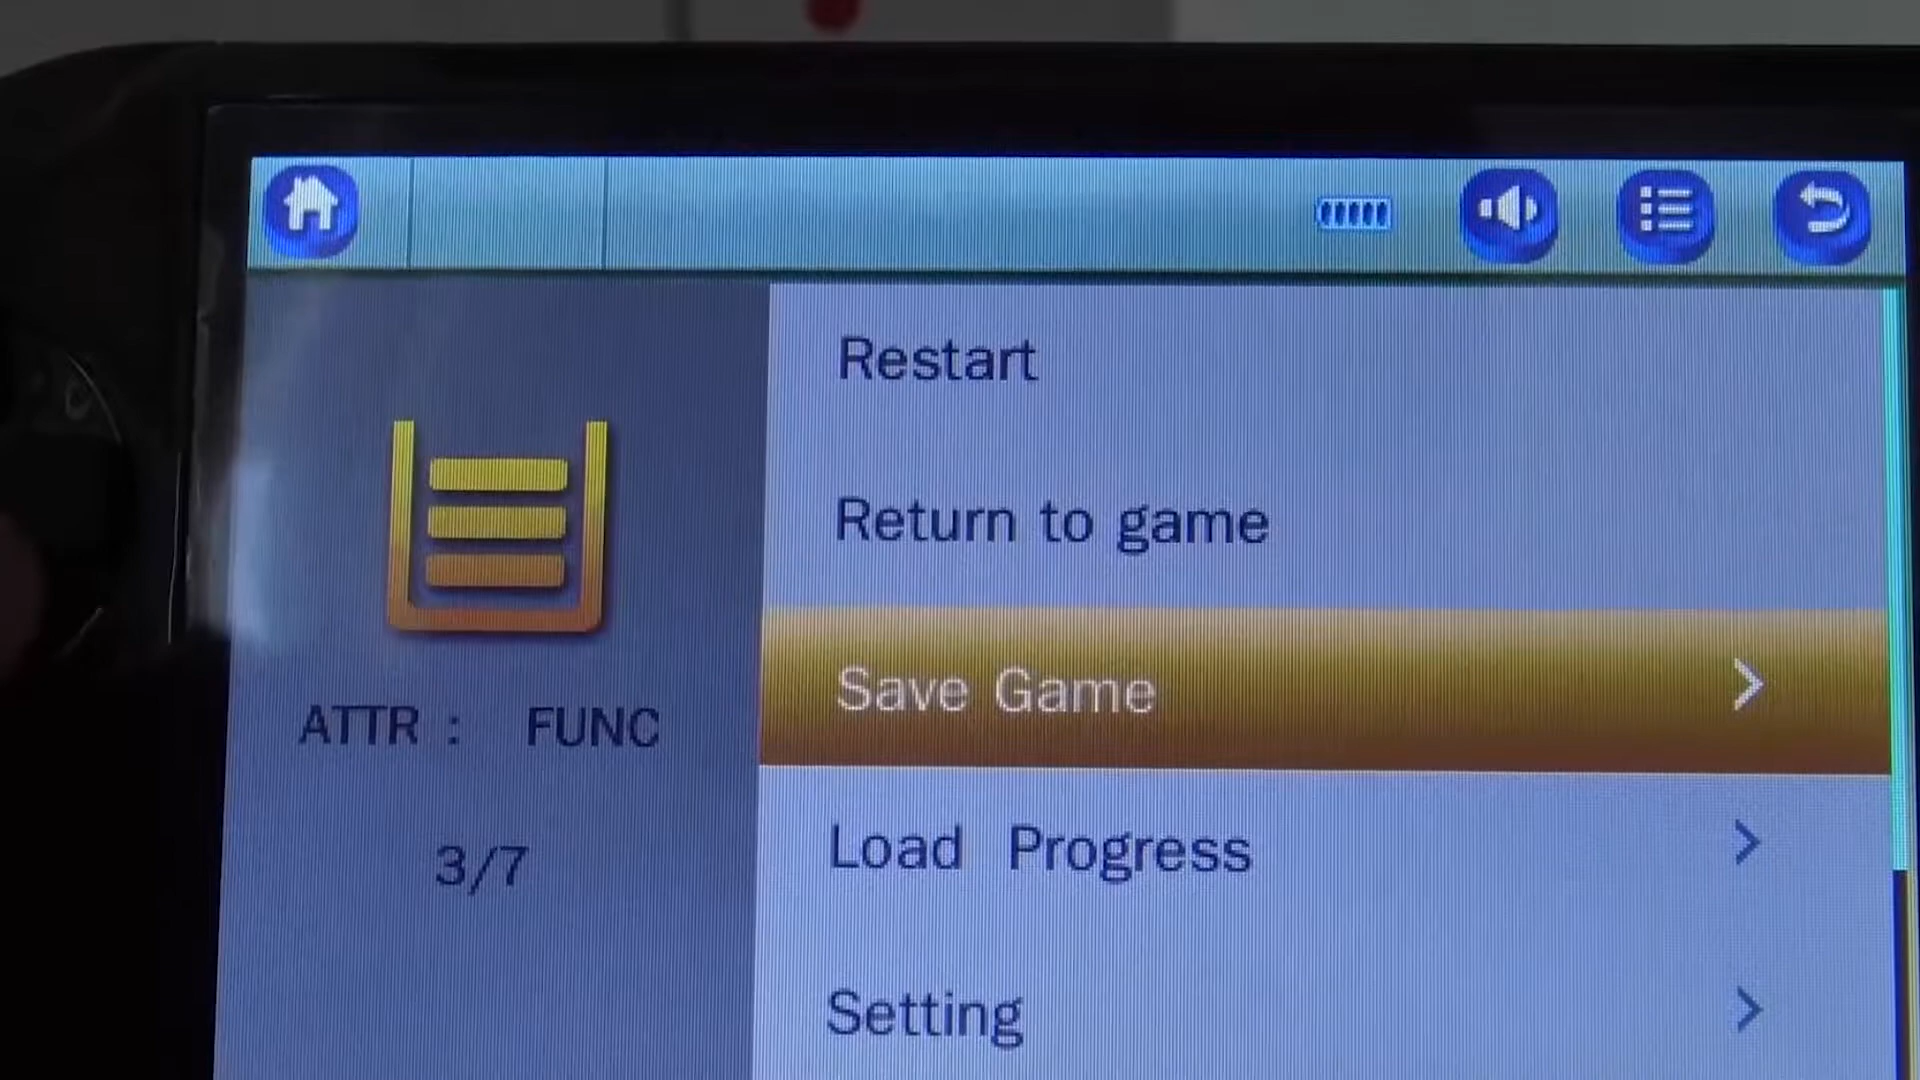 Restart
Return to game
Save Game
ATTR : FUNC
Load Progress
3/7
Setting